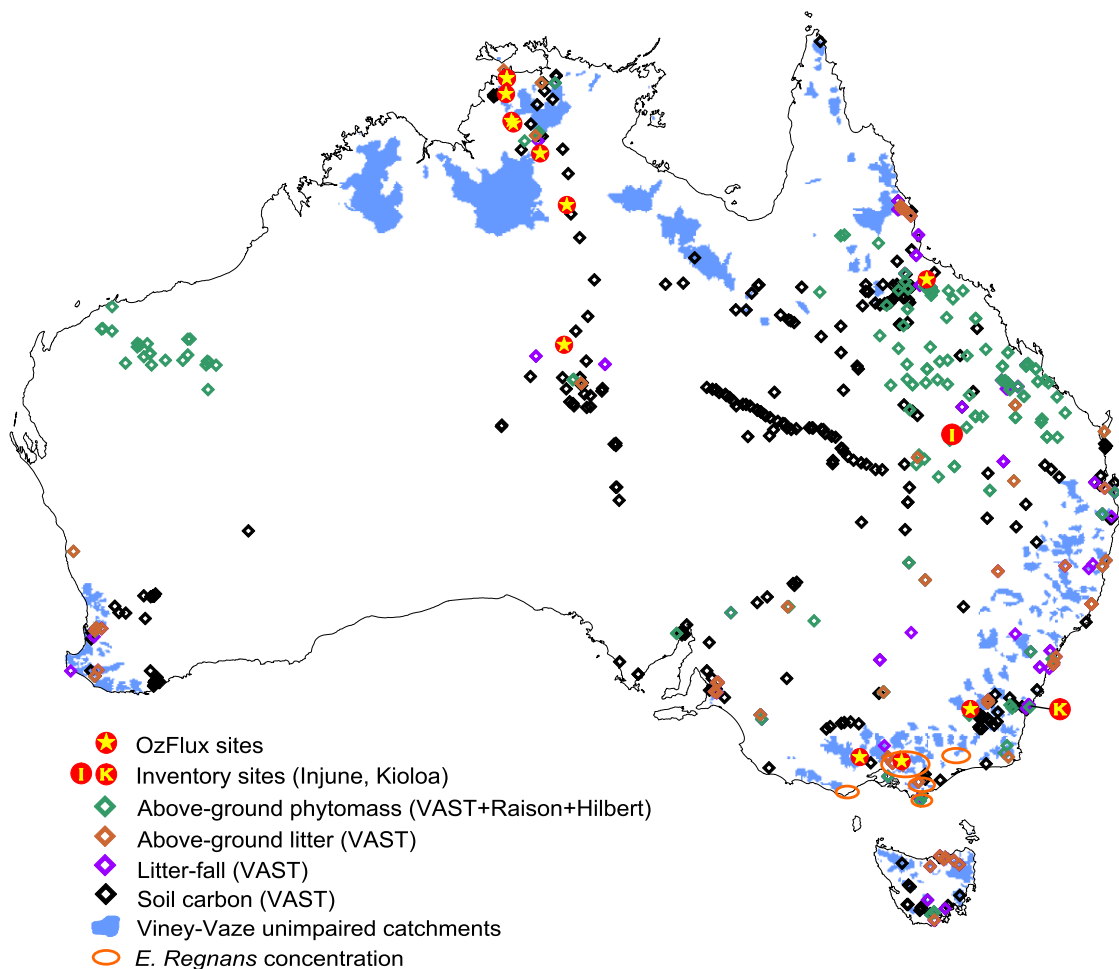 I
K
OzFlux sites
I K Inventory sites (Injune, Kioloa)
Above-ground phytomass (VAST+Raison+Hilbert)
Above-ground litter (VAST)
Litter-fall (VAST)
Soil carbon (VAST)
Viney-Vaze unimpaired catchments
E. Regnans concentration